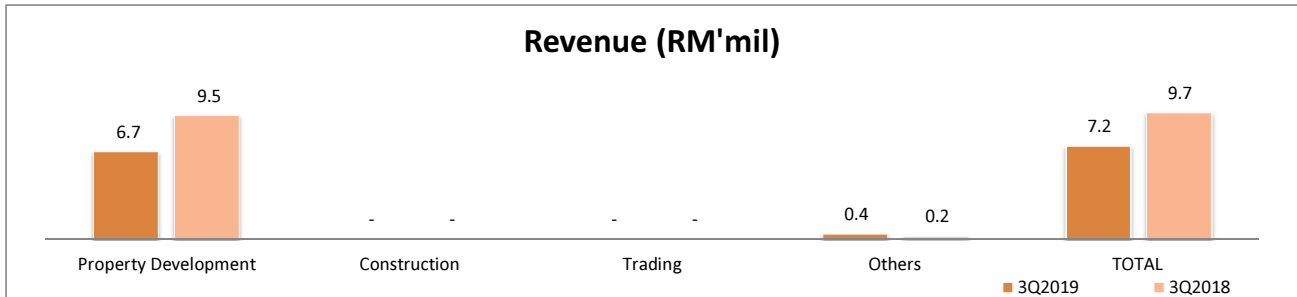 Revenue (RM'mil)
9.5
9.7
6.7
7.2
- - - - 0.4 0.2
Property Development Construction Trading Others TOTAL
3Q2019 3Q2018